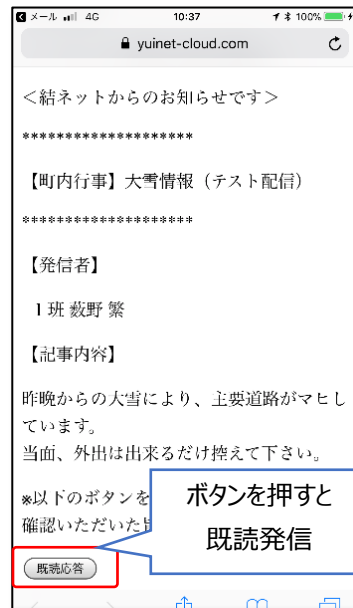 メール 4G 10:37 100%
yuinet-cloud.com
<結ネットからのお知らせです>
********************
【町内行事】大雪情報（テスト配信）
********************
【発信者】
1班 薮野 繁
【記事内容】
昨晩からの大雪により、主要道路がマヒし
ています。
当面、外出は出来るだけ控えて下さい。
※以下のボタンを
確認いただいた
ボタンを押すと
既読発信
既読応答